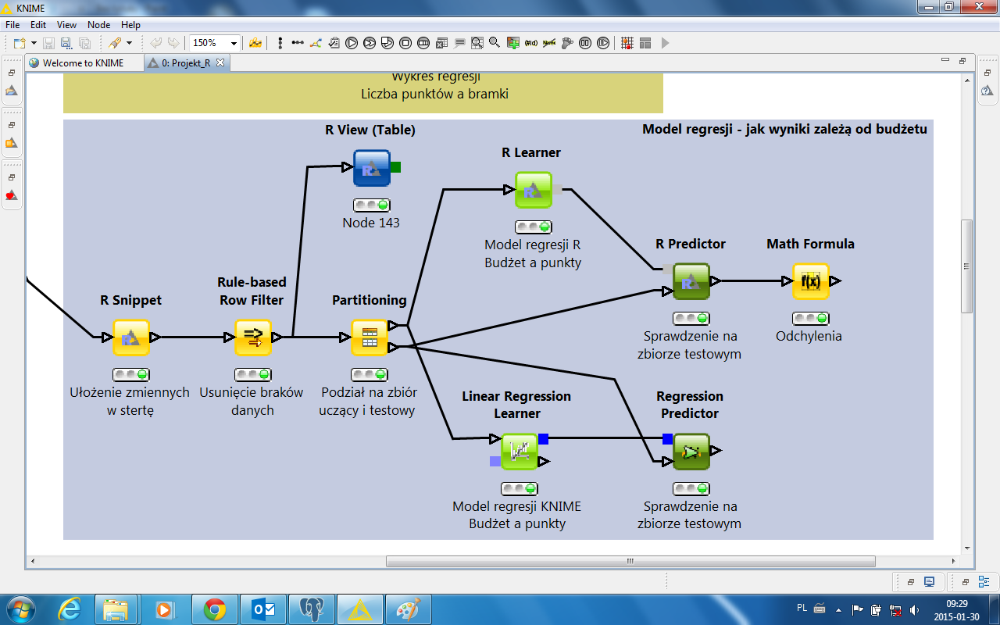 KNIME
File Edit View Node Help
150%
Welcome to KNIME
0: Projekt_R
Wykres regresji
Liczba punktów a bramki
Model regresji - jak wyniki zależą od budżetu
R View (Table)
Node 143
R Learner
Model regresji R
Budżet a punkty
R Predictor
Sprawdzenie na
zbiorze testowym
Math Formula
f(x)
Odchylenia
R Snippet
Ułożenie zmiennych
w stertę
Rule-based
Row Filter
Usunięcie braków
danych
Partitioning
Podział na zbiór
uczący i testowy
Linear Regression
Learner
Model regresji KNIME
Budżet a punkty
Regression
Predictor
Sprawdzenie na
zbiorze testowym
PL
09:29
2015-01-30